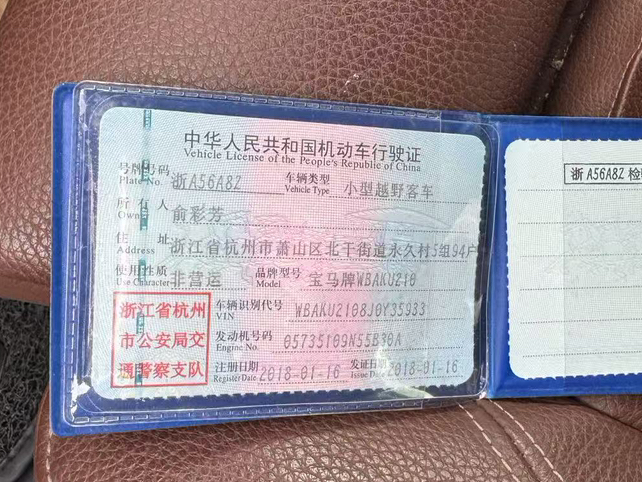 中华人民共和国机动车行驶证
Vehicle License of the People's Republic of China
号牌号码 浙A56A8Z 车辆类型 小型越野客车
Plate No. Vehicle Type
所有人 俞彩芳
Owner
住址 浙江省杭州市萧山区北干街道永久村5组94户
Address
使用性质 非营运 品牌型号 宝马牌WBAKU210
Use Character Model
浙江省杭州
市公安局交
通警察支队
车辆识别代号 WBAKU2108J0Y35933
VIN
发动机号码 05735109N55B30A
Engine No.
注册日期 2018-01-16 发证日期 2018-01-16
Register Date Issue Date
浙A56A8Z 检